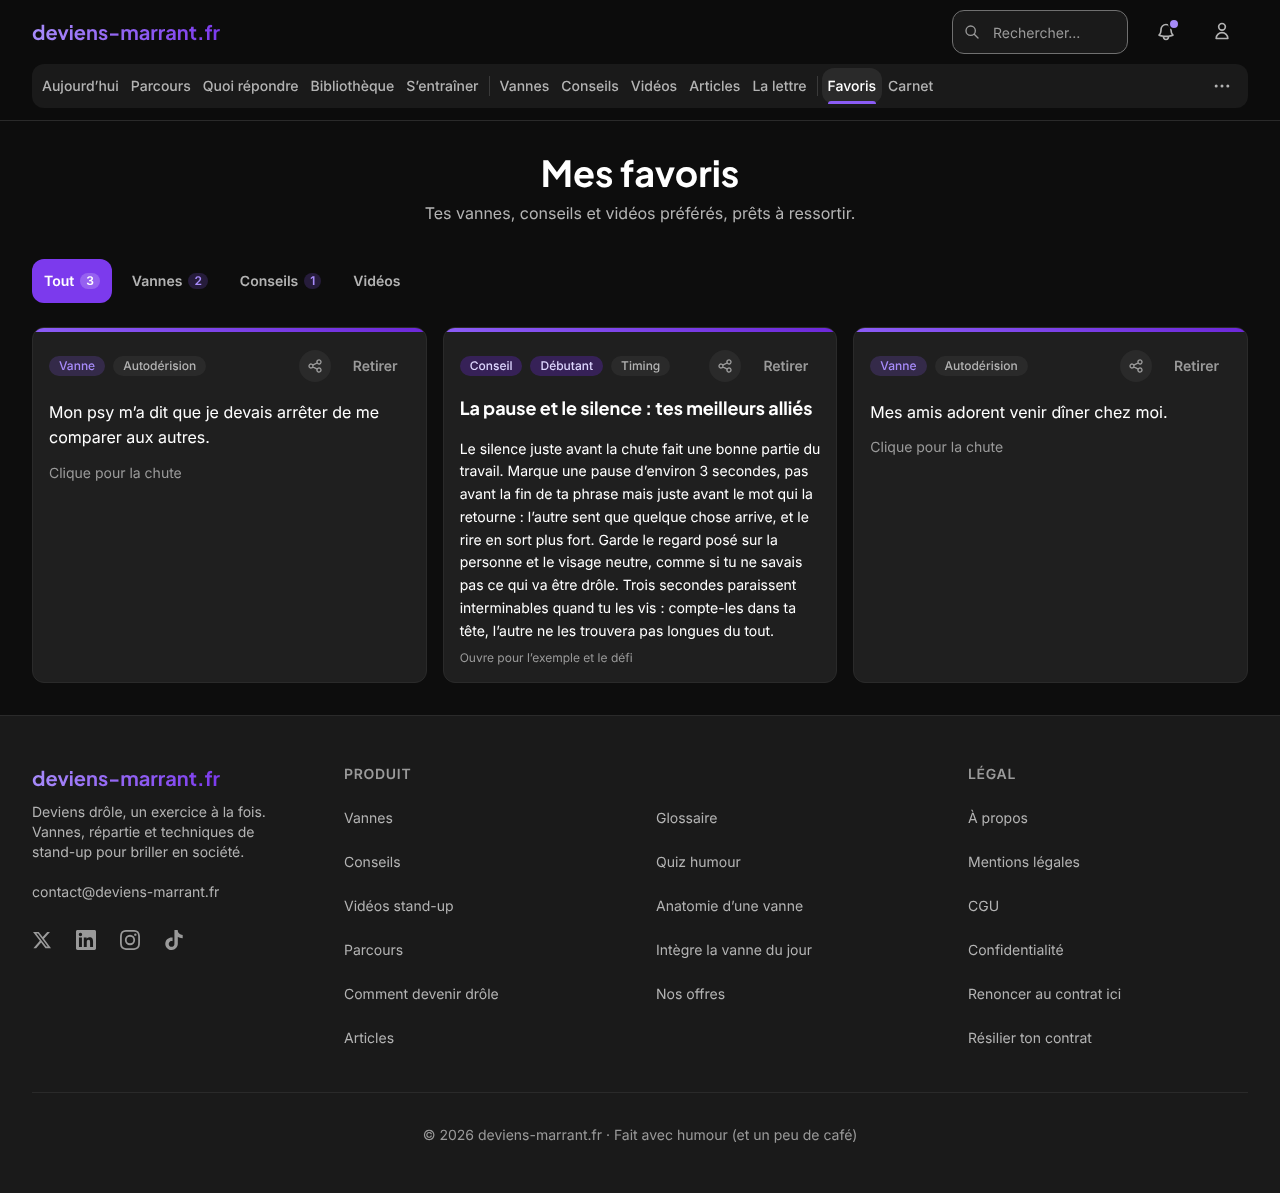 deviens-marrant.fr
Rechercher...
Aujourd’hui Parcours Quoi répondre Bibliothèque S’entraîner Vannes Conseils Vidéos Articles La lettre Favoris Carnet
Mes favoris
Tes vannes, conseils et vidéos préférés, prêts à ressortir.
Tout 3 Vannes 2 Conseils 1 Vidéos
Vanne Autodérision Retirer
Mon psy m’a dit que je devais arrêter de me
comparer aux autres.
Clique pour la chute
Conseil Débutant Timing Retirer
La pause et le silence : tes meilleurs alliés
Le silence juste avant la chute fait une bonne partie du
travail. Marque une pause d’environ 3 secondes, pas
avant la fin de ta phrase mais juste avant le mot qui la
retourne : l’autre sent que quelque chose arrive, et le
rire en sort plus fort. Garde le regard posé sur la
personne et le visage neutre, comme si tu ne savais
pas ce qui va être drôle. Trois secondes paraissent
interminables quand tu les vis : compte-les dans ta
tête, l’autre ne les trouvera pas longues du tout.
Ouvre pour l’exemple et le défi
Vanne Autodérision Retirer
Mes amis adorent venir dîner chez moi.
Clique pour la chute
deviens-marrant.fr
Deviens drôle, un exercice à la fois.
Vannes, répartie et techniques de
stand-up pour briller en société.
contact@deviens-marrant.fr
PRODUIT
Vannes
Conseils
Vidéos stand-up
Parcours
Comment devenir drôle
Articles
Glossaire
Quiz humour
Anatomie d’une vanne
Intègre la vanne du jour
Nos offres
LÉGAL
À propos
Mentions légales
CGU
Confidentialité
Renoncer au contrat ici
Résilier ton contrat
© 2026 deviens-marrant.fr · Fait avec humour (et un peu de café)